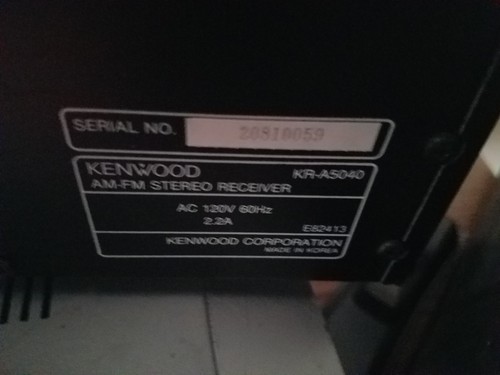 SERIAL NO. 20810059
KENWOOD KR-A5040
AM-FM STEREO RECEIVER
AC 120V 60Hz
2.2A
E82413
KENWOOD CORPORATION
MADE IN KOREA